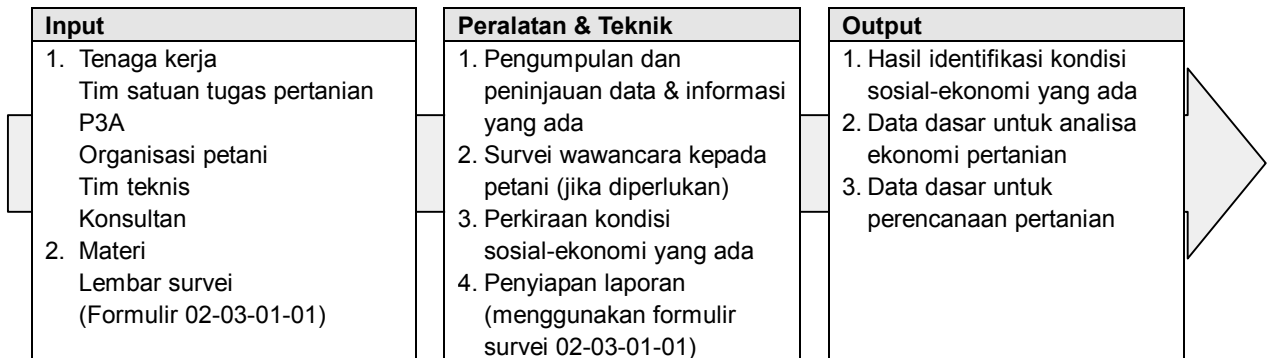 Input
1. Tenaga kerja
Tim satuan tugas pertanian
P3A
Organisasi petani
Tim teknis
Konsultan
2. Materi
Lembar survei
(Formulir 02-03-01-01)
Peralatan & Teknik
1. Pengumpulan dan
peninjauan data & informasi
yang ada
2. Survei wawancara kepada
petani (jika diperlukan)
3. Perkiraan kondisi
sosial-ekonomi yang ada
4. Penyiapan laporan
(menggunakan formulir
survei 02-03-01-01)
Output
1. Hasil identifikasi kondisi
sosial-ekonomi yang ada
2. Data dasar untuk analisa
ekonomi pertanian
3. Data dasar untuk
perencanaan pertanian